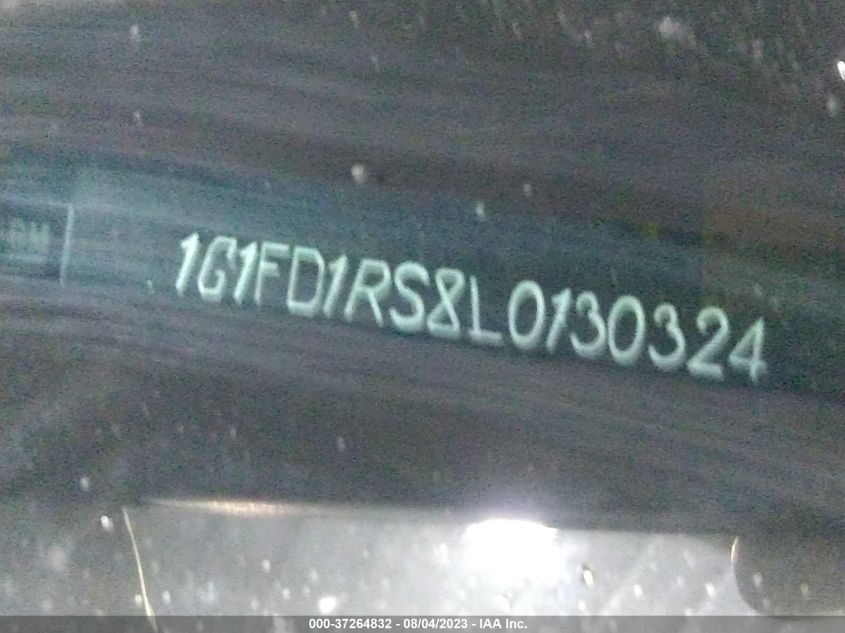 1G1FD1RS8L0130324
000-37264832 - 08/04/2023 - IAA Inc.